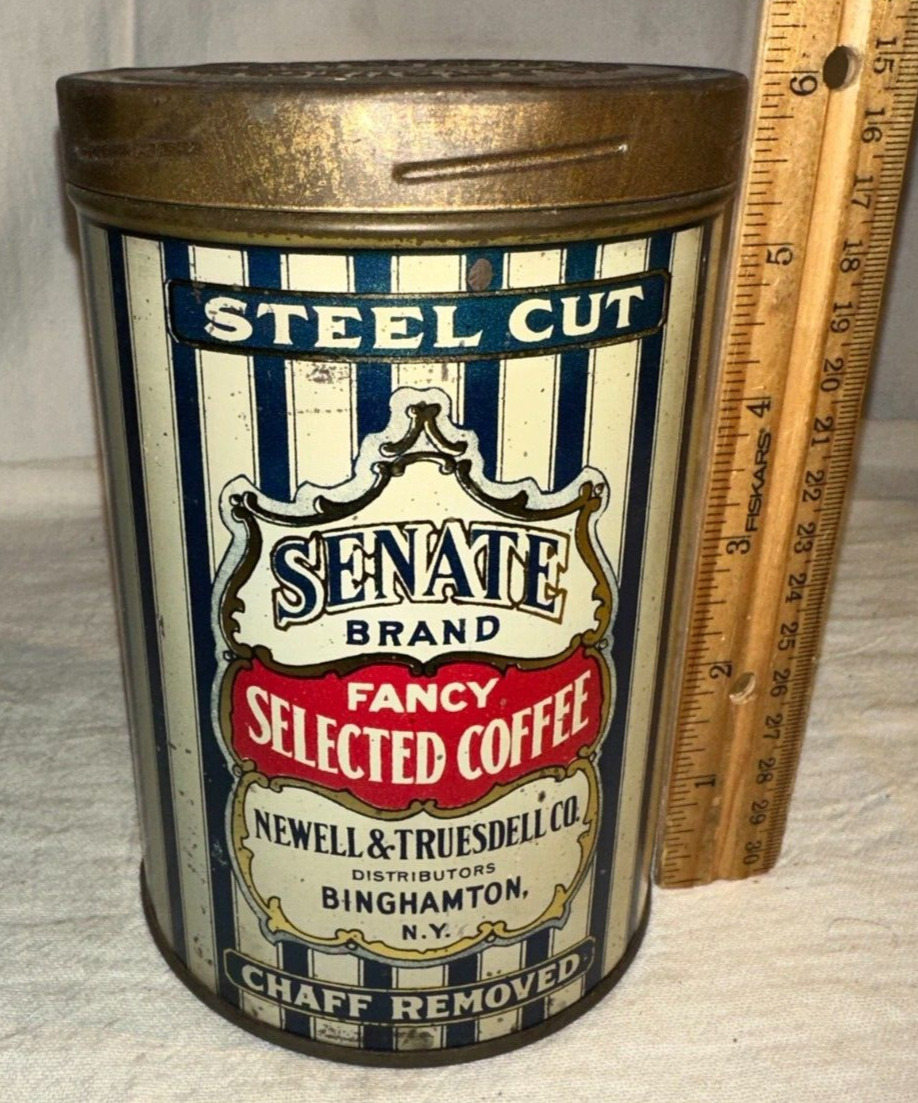 STEEL CUT
SENATE
BRAND
FANCY
SELECTED COFFEE
NEWELL & TRUESDELL CO.
DISTRIBUTORS
BINGHAMTON,
N.Y.
CHAFF REMOVED
FISKARS
6
5
4
3
2
1
15
16
17
18
19
20
21
22
23
24
25
26
27
28
29
30